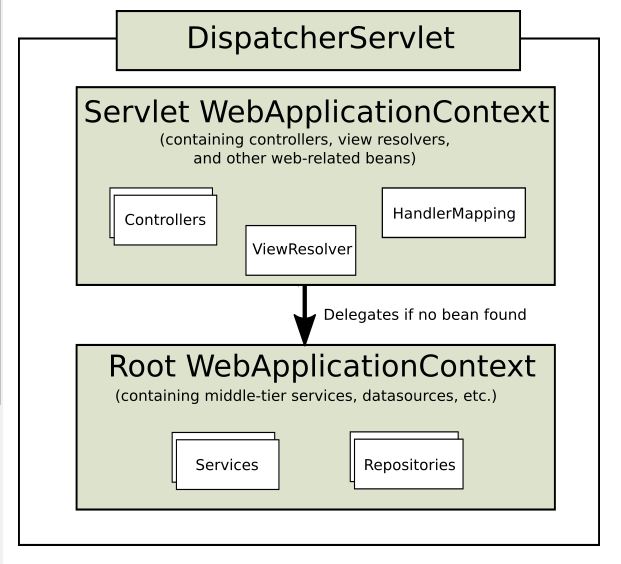 DispatcherServlet
Servlet WebApplicationContext
(containing controllers, view resolvers,
and other web-related beans)
Controllers
HandlerMapping
ViewResolver
Delegates if no bean found
Root WebApplicationContext
(containing middle-tier services, datasources, etc.)
Services
Repositories